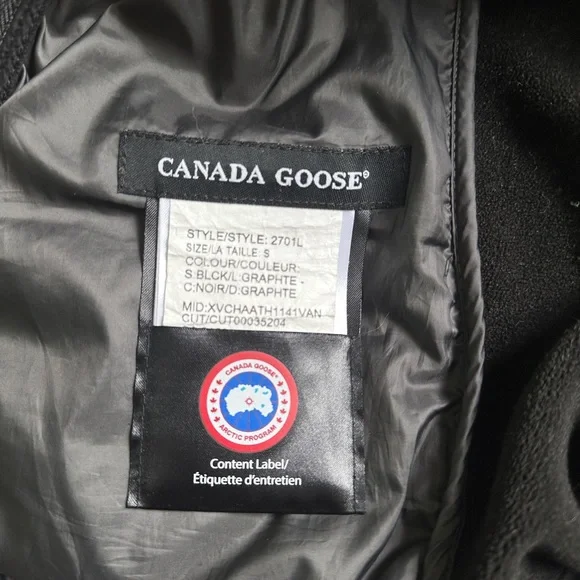 CANADA GOOSE®
STYLE/STYLE: 2701L
SIZE/LA TAILLE: S
COLOUR/COULEUR:
S BLCK/L:GRAPHTE -
C:NOIR/D:GRAPHTE
MID:XVCHAATH1141VAN
CUT/CUT00035204
CANADA GOOSE®
ARCTIC PROGRAM
Content Label/
Étiquette d'entretien